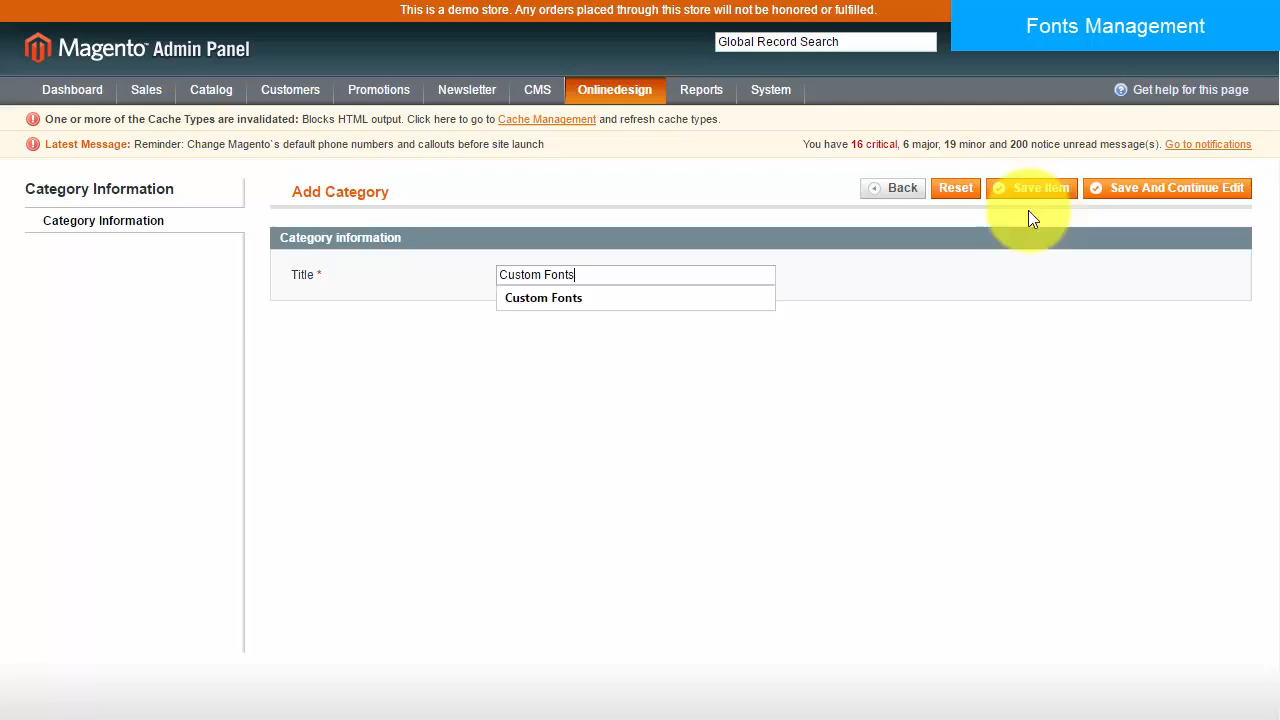 This is a demo store. Any orders placed through this store will not be honored or fulfilled.
Fonts Management
Magento Admin Panel
Global Record Search
Dashboard Sales Catalog Customers Promotions Newsletter CMS Onlinedesign Reports System Get help for this page
One or more of the Cache Types are invalidated: Blocks HTML output. Click here to go to Cache Management and refresh cache types.
Latest Message: Reminder: Change Magento`s default phone numbers and callouts before site launch You have 16 critical, 6 major, 19 minor and 200 notice unread message(s). Go to notifications
Category Information
Category Information
Add Category
Back Reset Save Item Save And Continue Edit
Category information
Title * Custom Fonts
Custom Fonts